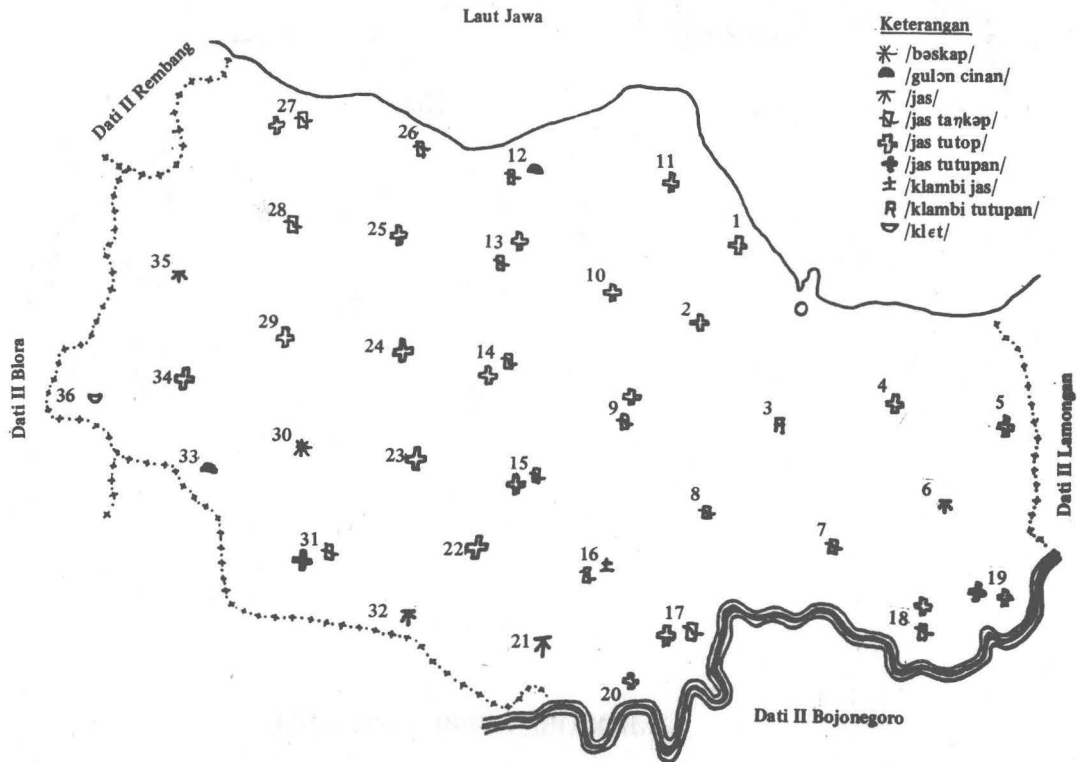 Laut Jawa
Keterangan
/bəskap/
/gulɔn cinan/
/jas/
/jas taŋkəp/
/jas tutop/
/jas tutupan/
/klambi jas/
/klambi tutupan/
/klɛt/
Dati II Rembang
27
26
12
11
28
25
13
1
35
10
2
29
24
14
34
36
Dati II Blora
9
3
4
5
30
33
23
15
8
6
7
Dati II Lamongan
31
22
16
32
21
17
18
19
20
Dati II Bojonegoro